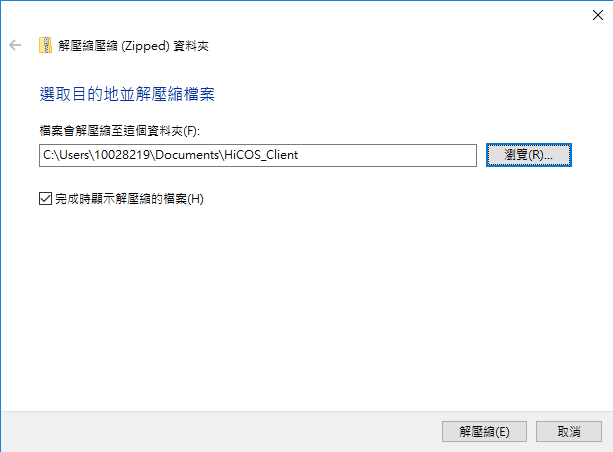 解壓縮壓縮 (Zipped) 資料夾
選取目的地並解壓縮檔案
檔案會解壓縮至這個資料夾(F):
C:\Users\10028219\Documents\HiCOS_Client
瀏覽(R)...
完成時顯示解壓縮的檔案(H)
解壓縮(E)
取消